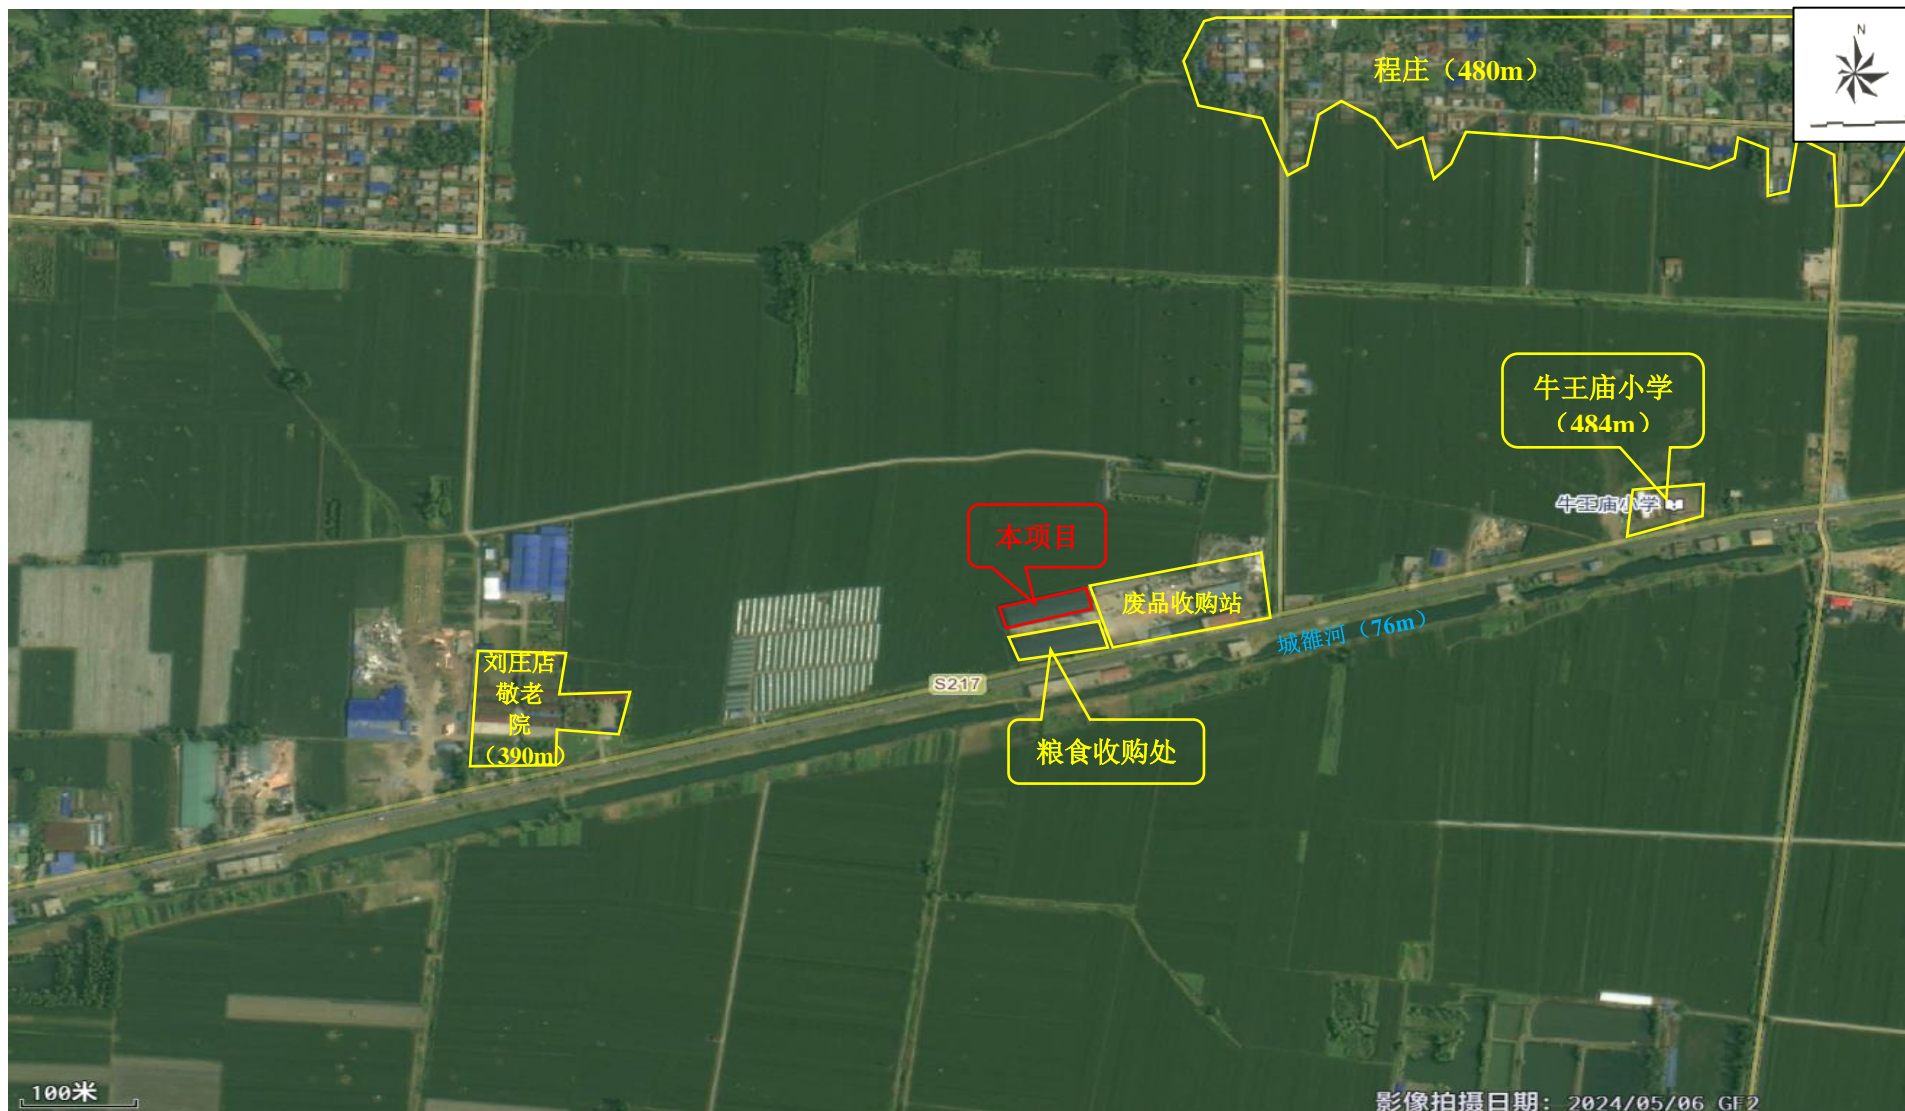 N
程庄（480m）
牛王庙小学
（484m）
牛王庙小学
本项目
废品收购站
城雒河（76m）
刘庄店
敬老
院
（390m）
S217
粮食收购处
100米
影像拍摄日期: 2024/05/06 GF2